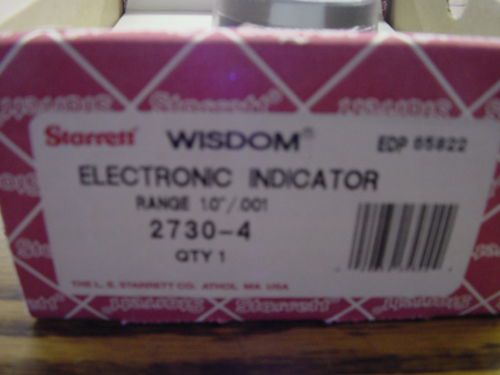 Starrett WISDOM® EDP 65822
ELECTRONIC INDICATOR
RANGE 1.0"/.001
2730-4
QTY 1
THE L. S. STARRETT CO. ATHOL, MA USA